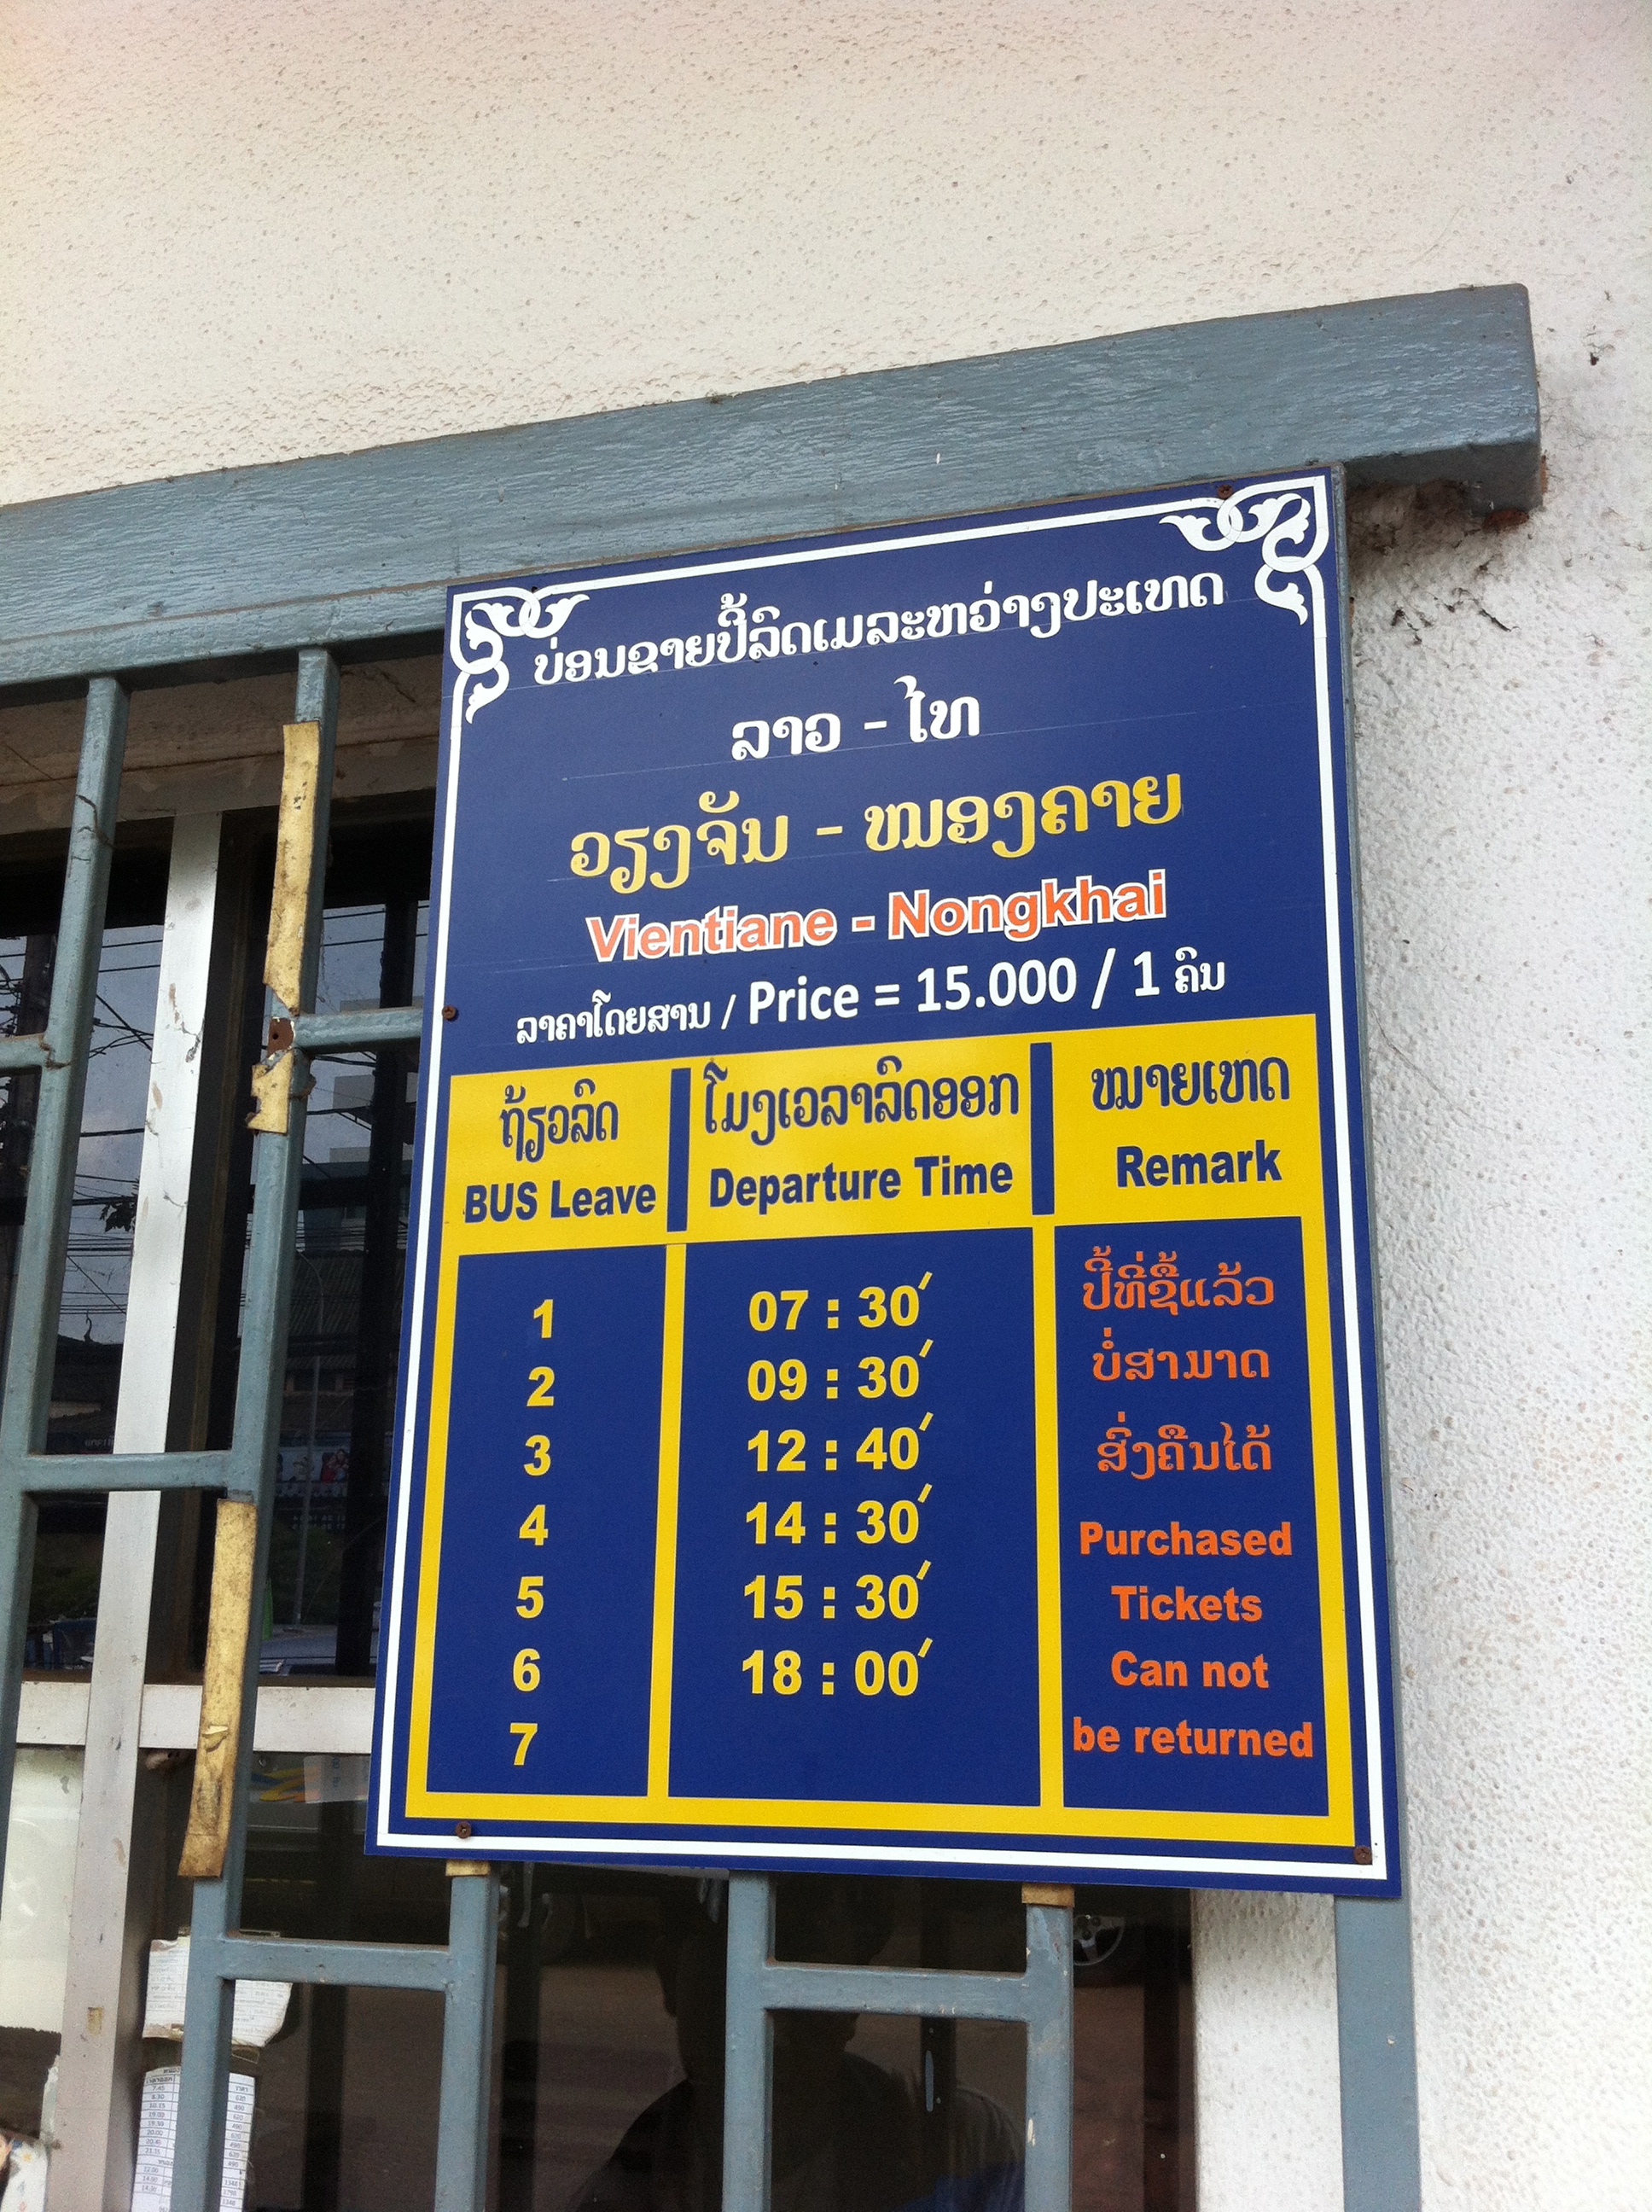 ບ່ອນຂາຍປີ້ລົດເມລະຫວ່າງປະເທດ
ລາວ - ໄທ
ວຽງຈັນ - ໜອງຄາຍ
Vientiane - Nongkhai
ລາຄາໂດຍສານ / Price = 15.000 / 1 ຄົນ
ຖ້ຽວລົດ ໂມງເວລາລົດອອກ ໝາຍເຫດ
BUS Leave Departure Time Remark
1 07 : 30′
2 09 : 30′
3 12 : 40′
4 14 : 30′
5 15 : 30′
6 18 : 00′
7
ປີ້ທີ່ຊື້ແລ້ວ
ບໍ່ສາມາດ
ສົ່ງຄືນໄດ້
Purchased
Tickets
Can not
be returned